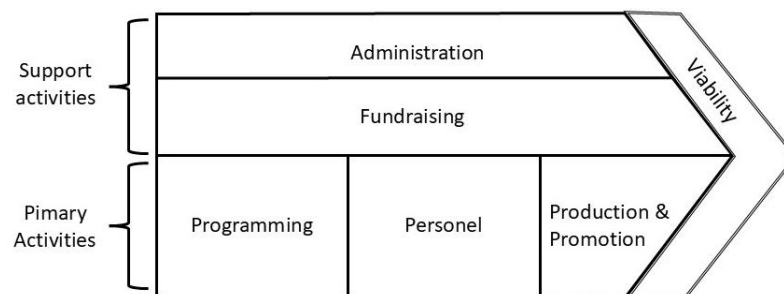 Support
activities
Administration
Fundraising
Viability
Pimary
Activities
Programming
Personel
Production &
Promotion